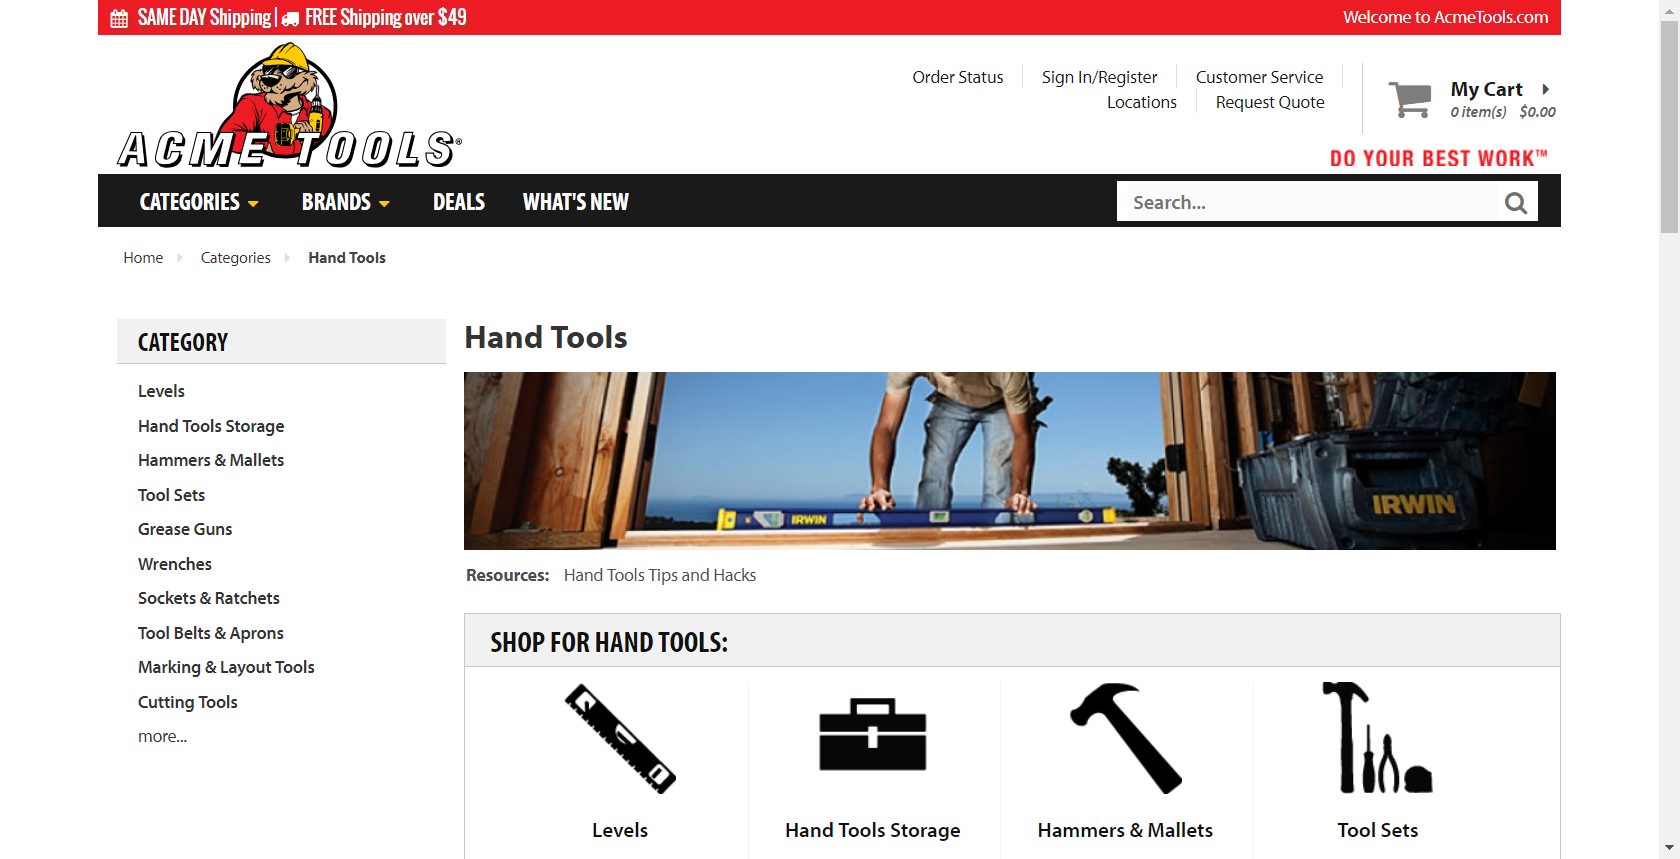 SAME DAY Shipping | FREE Shipping over $49
Welcome to AcmeTools.com
ACME TOOLS®
Order Status
Sign In/Register
Customer Service
Locations
Request Quote
My Cart
0 item(s) $0.00
DO YOUR BEST WORK™
CATEGORIES
BRANDS
DEALS
WHAT'S NEW
Search...
Home
Categories
Hand Tools
CATEGORY
Levels
Hand Tools Storage
Hammers & Mallets
Tool Sets
Grease Guns
Wrenches
Sockets & Ratchets
Tool Belts & Aprons
Marking & Layout Tools
Cutting Tools
more...
Hand Tools
IRWIN
IRWIN
Resources: Hand Tools Tips and Hacks
SHOP FOR HAND TOOLS:
Levels
Hand Tools Storage
Hammers & Mallets
Tool Sets